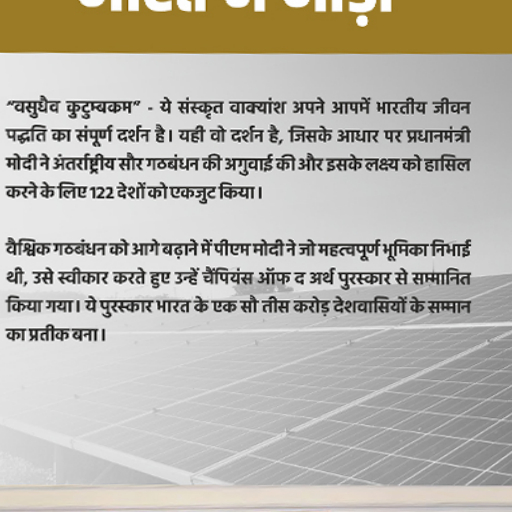 “वसुधैव कुटुम्बकम” - ये संस्कृत वाक्यांश अपने आपमें भारतीय जीवन
पद्धति का संपूर्ण दर्शन है। यही वो दर्शन है, जिसके आधार पर प्रधानमंत्री
मोदी ने अंतर्राष्ट्रीय सौर गठबंधन की अगुवाई की और इसके लक्ष्य को हासिल
करने के लिए 122 देशों को एकजुट किया।
वैश्विक गठबंधन को आगे बढ़ाने में पीएम मोदी ने जो महत्वपूर्ण भूमिका निभाई
थी, उसे स्वीकार करते हुए उन्हें चैंपियंस ऑफ द अर्थ पुरस्कार से सम्मानित
किया गया। ये पुरस्कार भारत के एक सौ तीस करोड़ देशवासियों के सम्मान
का प्रतीक बना।